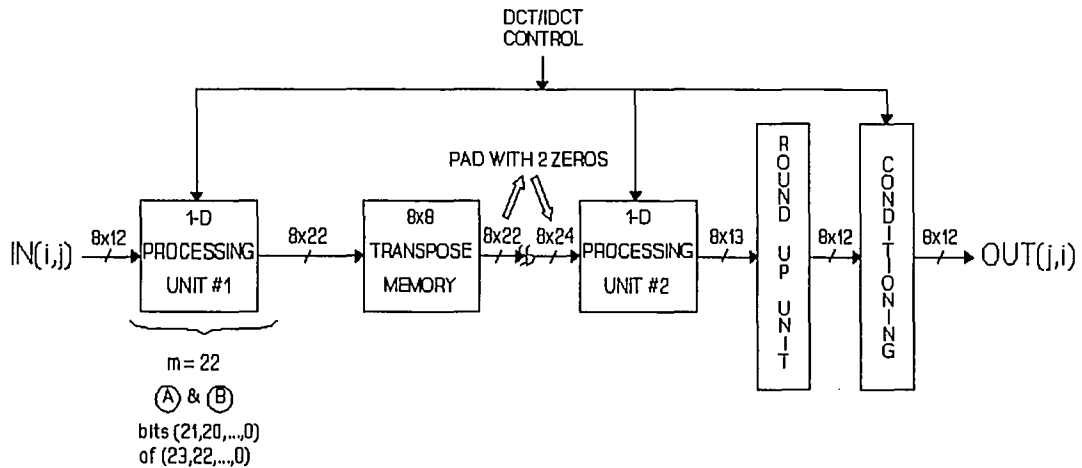 DCT/IDCT
CONTROL
PAD WITH 2 ZEROS
IN(i,j)
8x12
1-D
PROCESSING
UNIT #1
8x22
8x8
TRANSPOSE
MEMORY
8x22
8x24
1-D
PROCESSING
UNIT #2
8x13
ROUND UP UNIT
8x12
CONDITIONING
8x12
OUT(j,i)
m = 22
A & B
bits (21,20,...,0)
of (23,22,...,0)